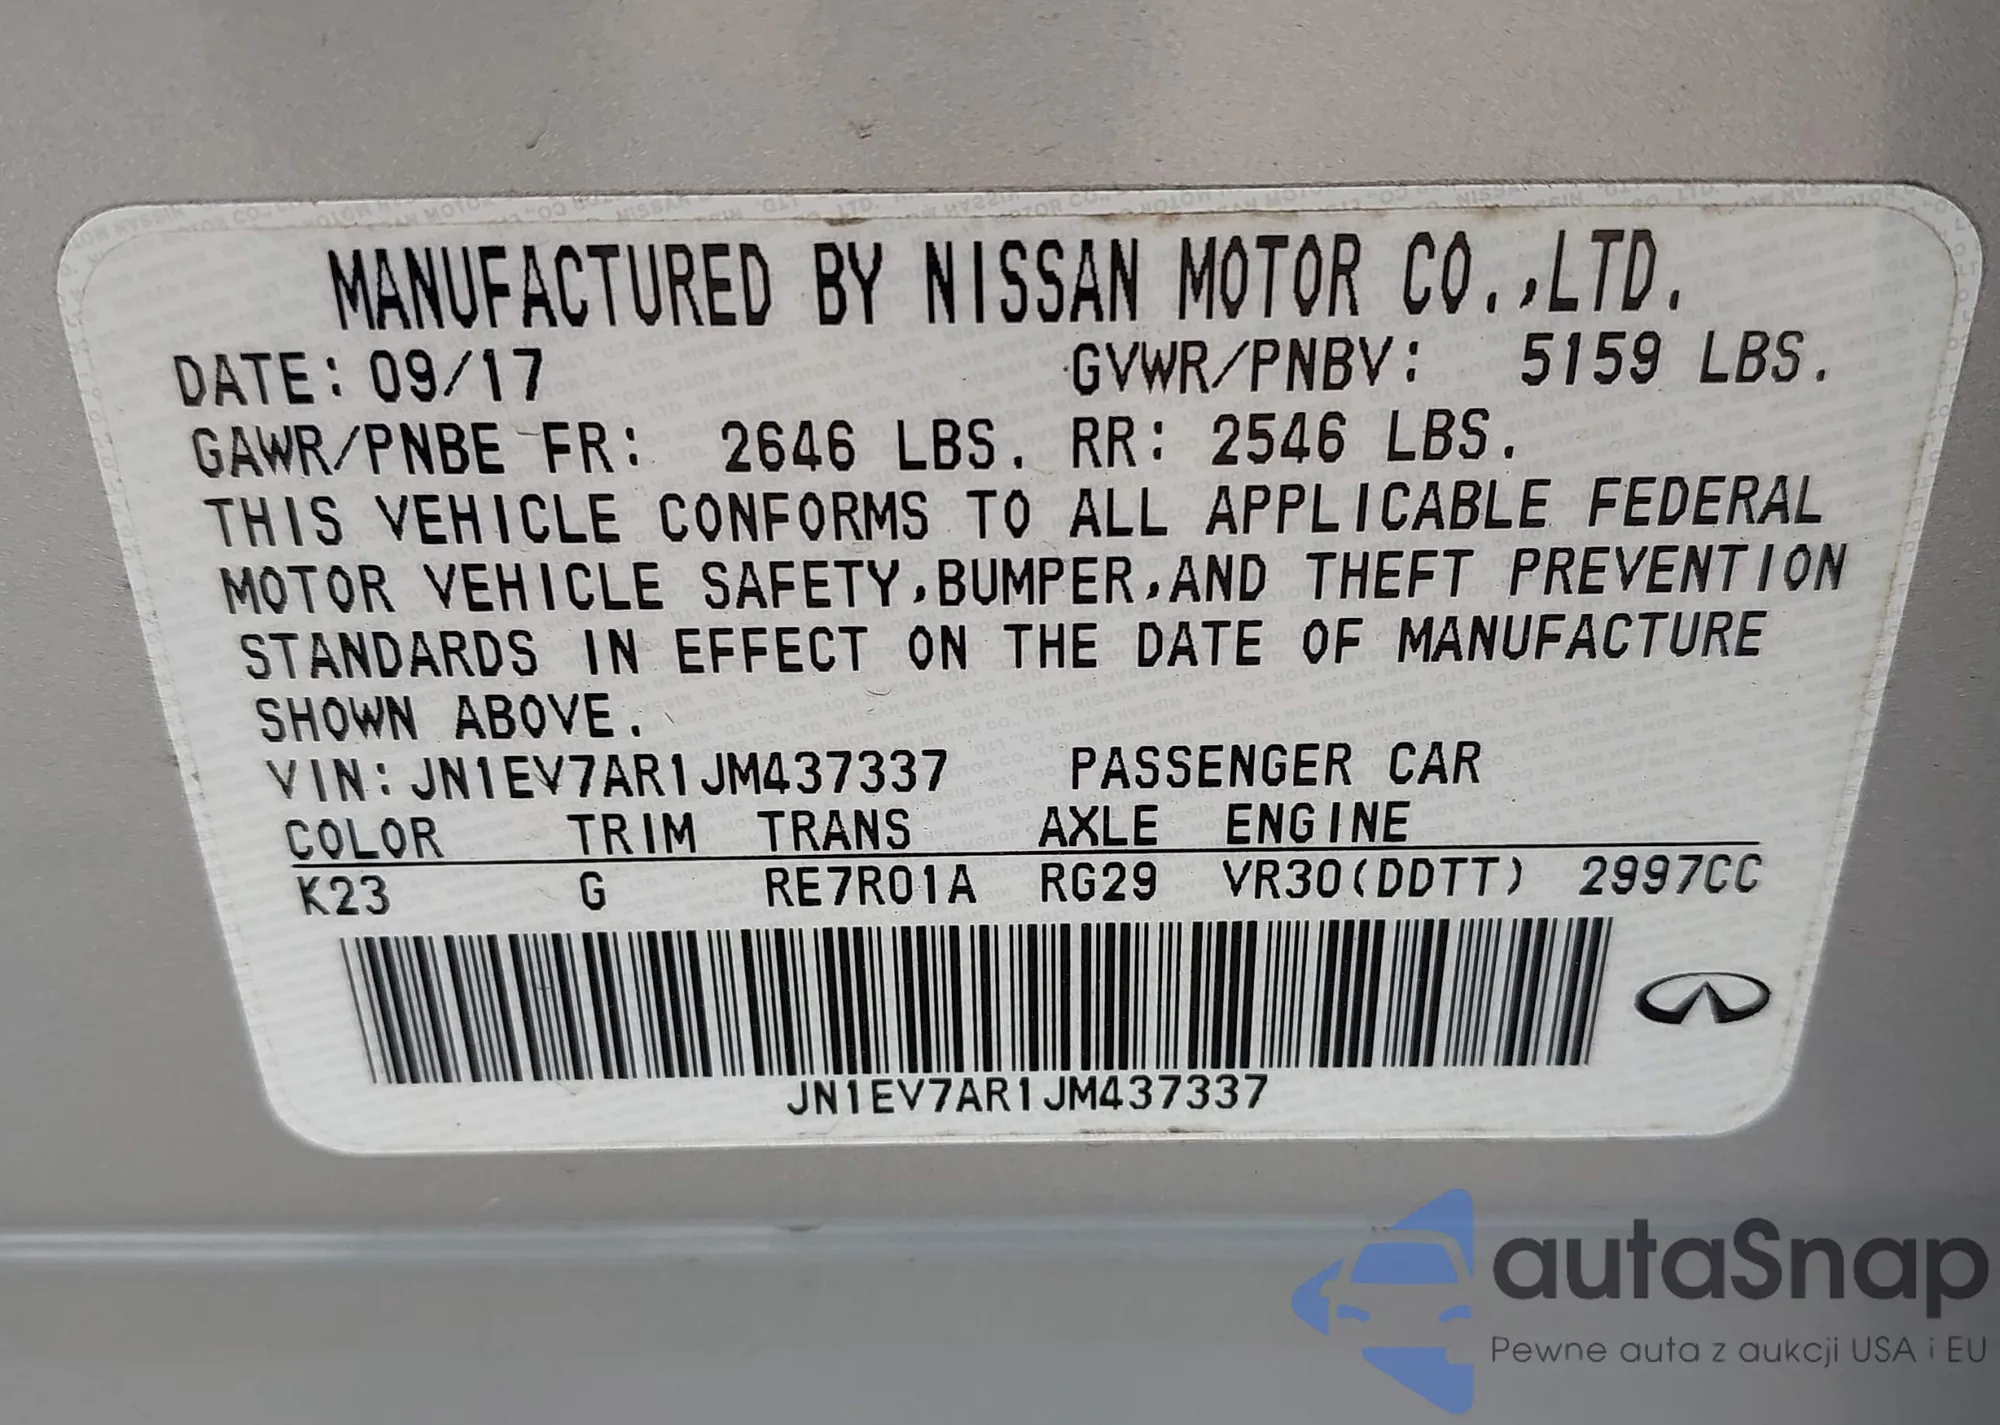 MANUFACTURED BY NISSAN MOTOR CO.,LTD.
DATE: 09/17 GVWR/PNBV: 5159 LBS.
GAWR/PNBE FR: 2646 LBS. RR: 2546 LBS.
THIS VEHICLE CONFORMS TO ALL APPLICABLE FEDERAL
MOTOR VEHICLE SAFETY,BUMPER,AND THEFT PREVENTION
STANDARDS IN EFFECT ON THE DATE OF MANUFACTURE
SHOWN ABOVE.
VIN: JN1EV7AR1JM437337 PASSENGER CAR
COLOR TRIM TRANS AXLE ENGINE
K23 G RE7R01A RG29 VR30(DDTT) 2997CC
JN1EV7AR1JM437337
autaSnap
Pewne auta z aukcji USA i EU